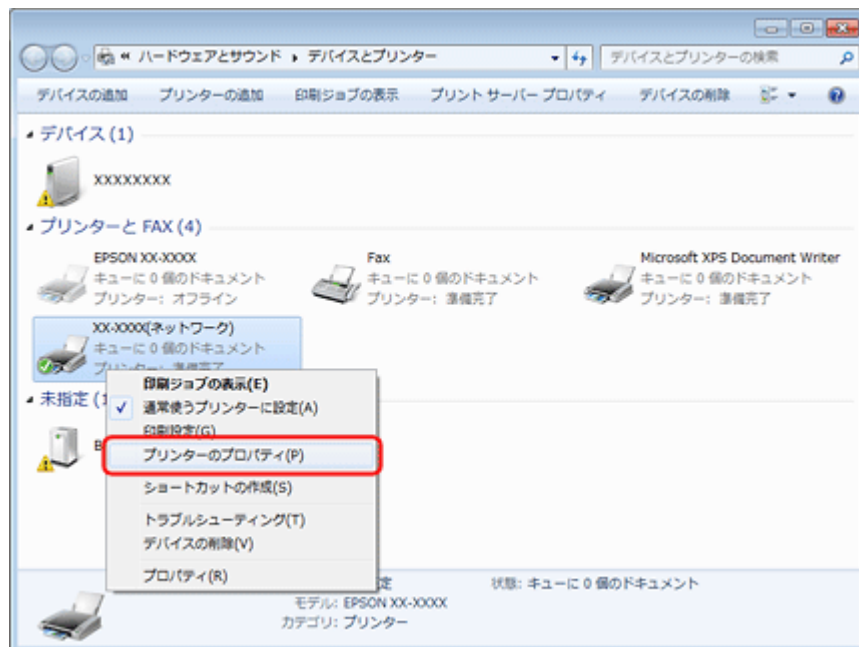 « ハードウェアとサウンド ▸ デバイスとプリンター
デバイスとプリンターの検索
デバイスの追加 プリンターの追加 印刷ジョブの表示 プリント サーバー プロパティ デバイスの削除
デバイス (1)
XXXXXXXX
プリンターと FAX (4)
EPSON XX-XXXX
キューに 0 個のドキュメント
プリンター: オフライン
Fax
キューに 0 個のドキュメント
プリンター: 準備完了
Microsoft XPS Document Writer
キューに 0 個のドキュメント
プリンター: 準備完了
XX-XXXX(ネットワーク)
キューに 0 個のドキュメント
プリンター: 準備完了
未指定 (1
印刷ジョブの表示(E)
通常使うプリンターに設定(A)
印刷設定(G)
プリンターのプロパティ(P)
ショートカットの作成(S)
トラブルシューティング(T)
デバイスの削除(V)
プロパティ(R)
定
状態: キューに 0 個のドキュメント
モデル: EPSON XX-XXXX
カテゴリ: プリンター